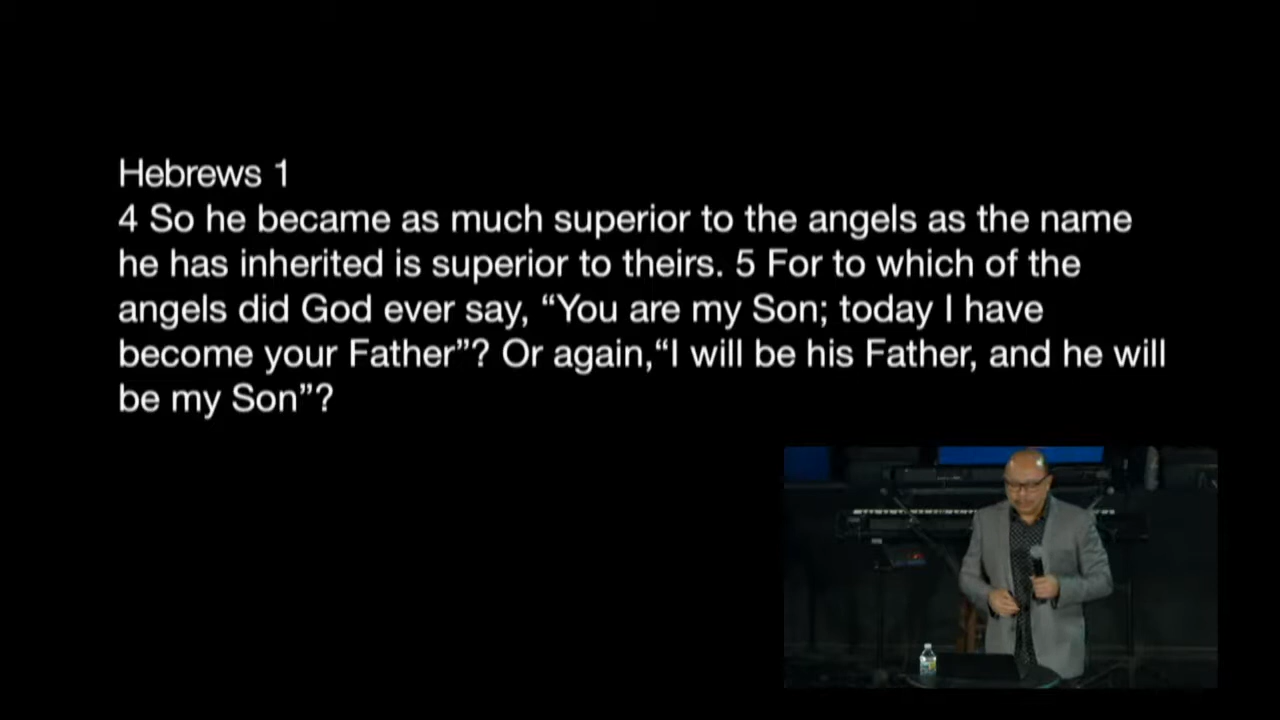 Hebrews 1
4 So he became as much superior to the angels as the name
he has inherited is superior to theirs. 5 For to which of the
angels did God ever say, “You are my Son; today I have
become your Father”? Or again,“I will be his Father, and he will
be my Son”?